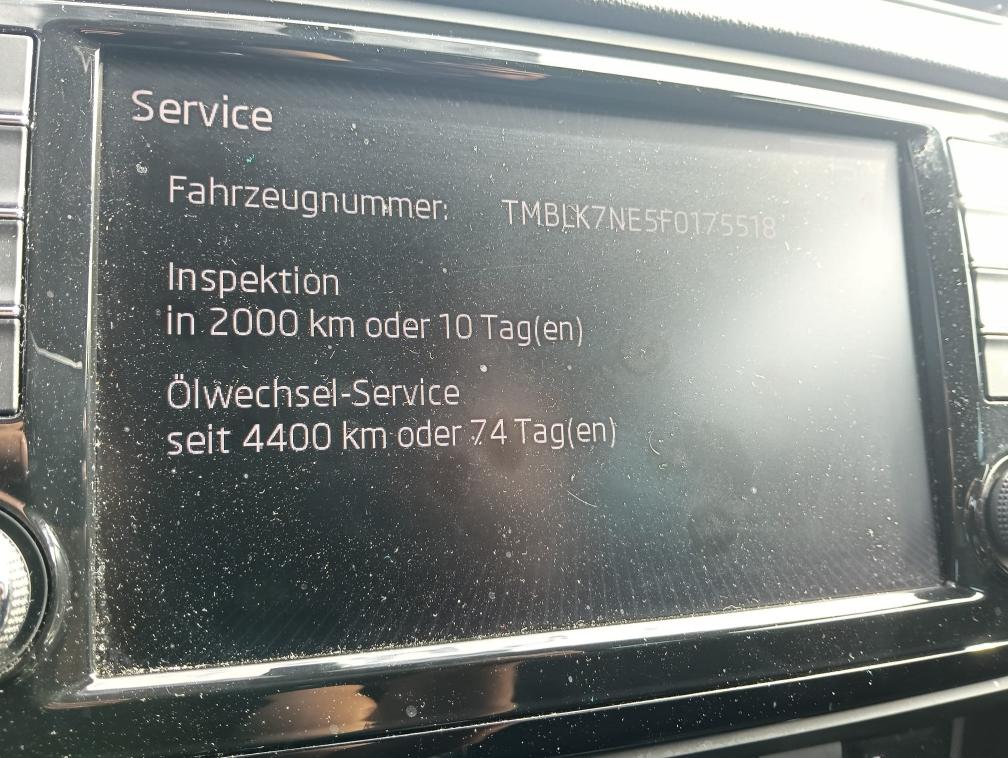 Service
Fahrzeugnummer: TMBLK7NE5F0175518
Inspektion
in 2000 km oder 10 Tag(en)
Ölwechsel-Service
seit 4400 km oder 74 Tag(en)